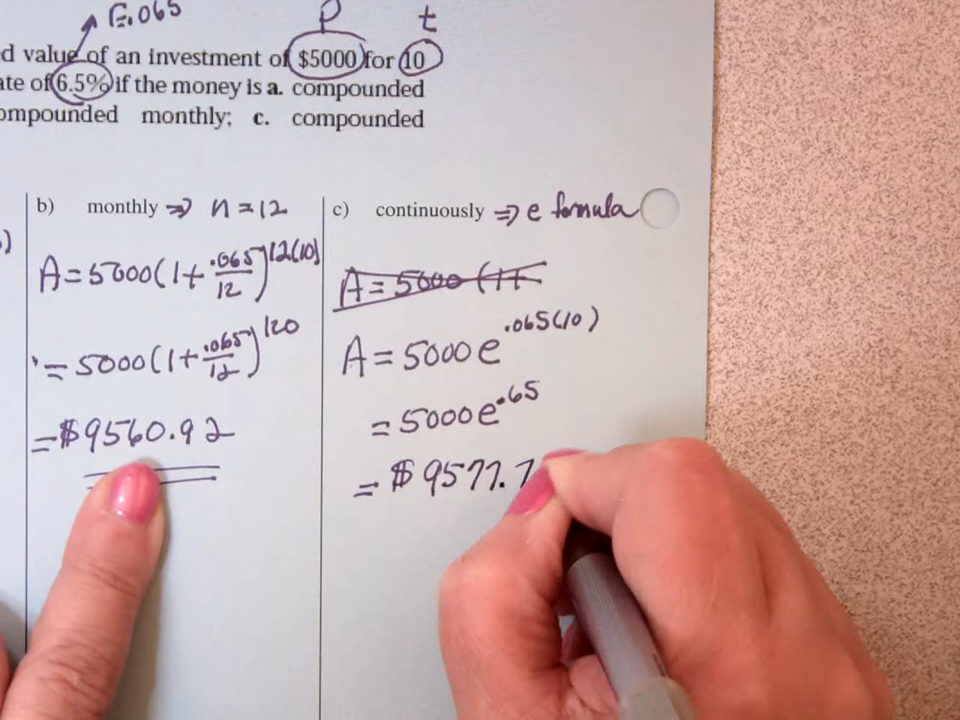 r=.065
P t
d value of an investment of $5000 for 10
ate of 6.5% if the money is a. compounded
ompounded monthly; c. compounded
b) monthly ⇒ n = 12
A = 5000(1 + .065/12)^12(10)
= 5000(1 + .065/12)^120
= $9560.92
c) continuously ⇒ e formula
A = 5000 (1+
A = 5000e^.065(10)
= 5000e^.65
= $9577.7